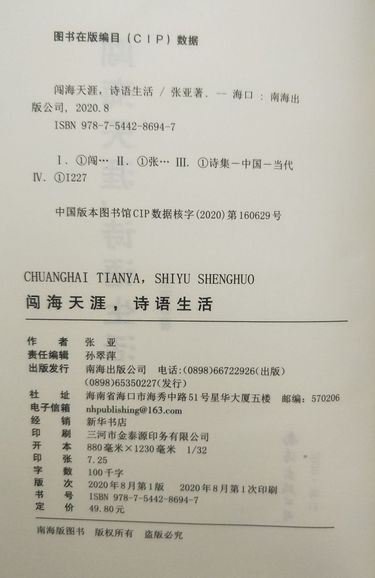 图书在版编目(CIP)数据
闯海天涯，诗语生活 / 张亚著. — 海口 : 南海出
版公司, 2020.8
ISBN 978-7-5442-8694-7
Ⅰ. ①闯… Ⅱ. ①张… Ⅲ. ①诗集－中国－当代
Ⅳ. ①I227
中国版本图书馆CIP数据核字(2020)第160629号
CHUANGHAI TIANYA，SHIYU SHENGHUO
闯海天涯，诗语生活
作 者 张 亚
责任编辑 孙翠萍
出版发行 南海出版公司 电话:(0898)66722926(出版)
(0898)65350227(发行)
社 址 海南省海口市海秀中路51号星华大厦五楼 邮编: 570206
电子信箱 nhpublishing@163.com
经 销 新华书店
印 刷 三河市金泰源印务有限公司
开 本 880毫米×1230毫米 1/32
印 张 7.25
字 数 100千字
版 次 2020年8月第1版 2020年8月第1次印刷
书 号 ISBN 978-7-5442-8694-7
定 价 49.80元
南海版图书 版权所有 盗版必究